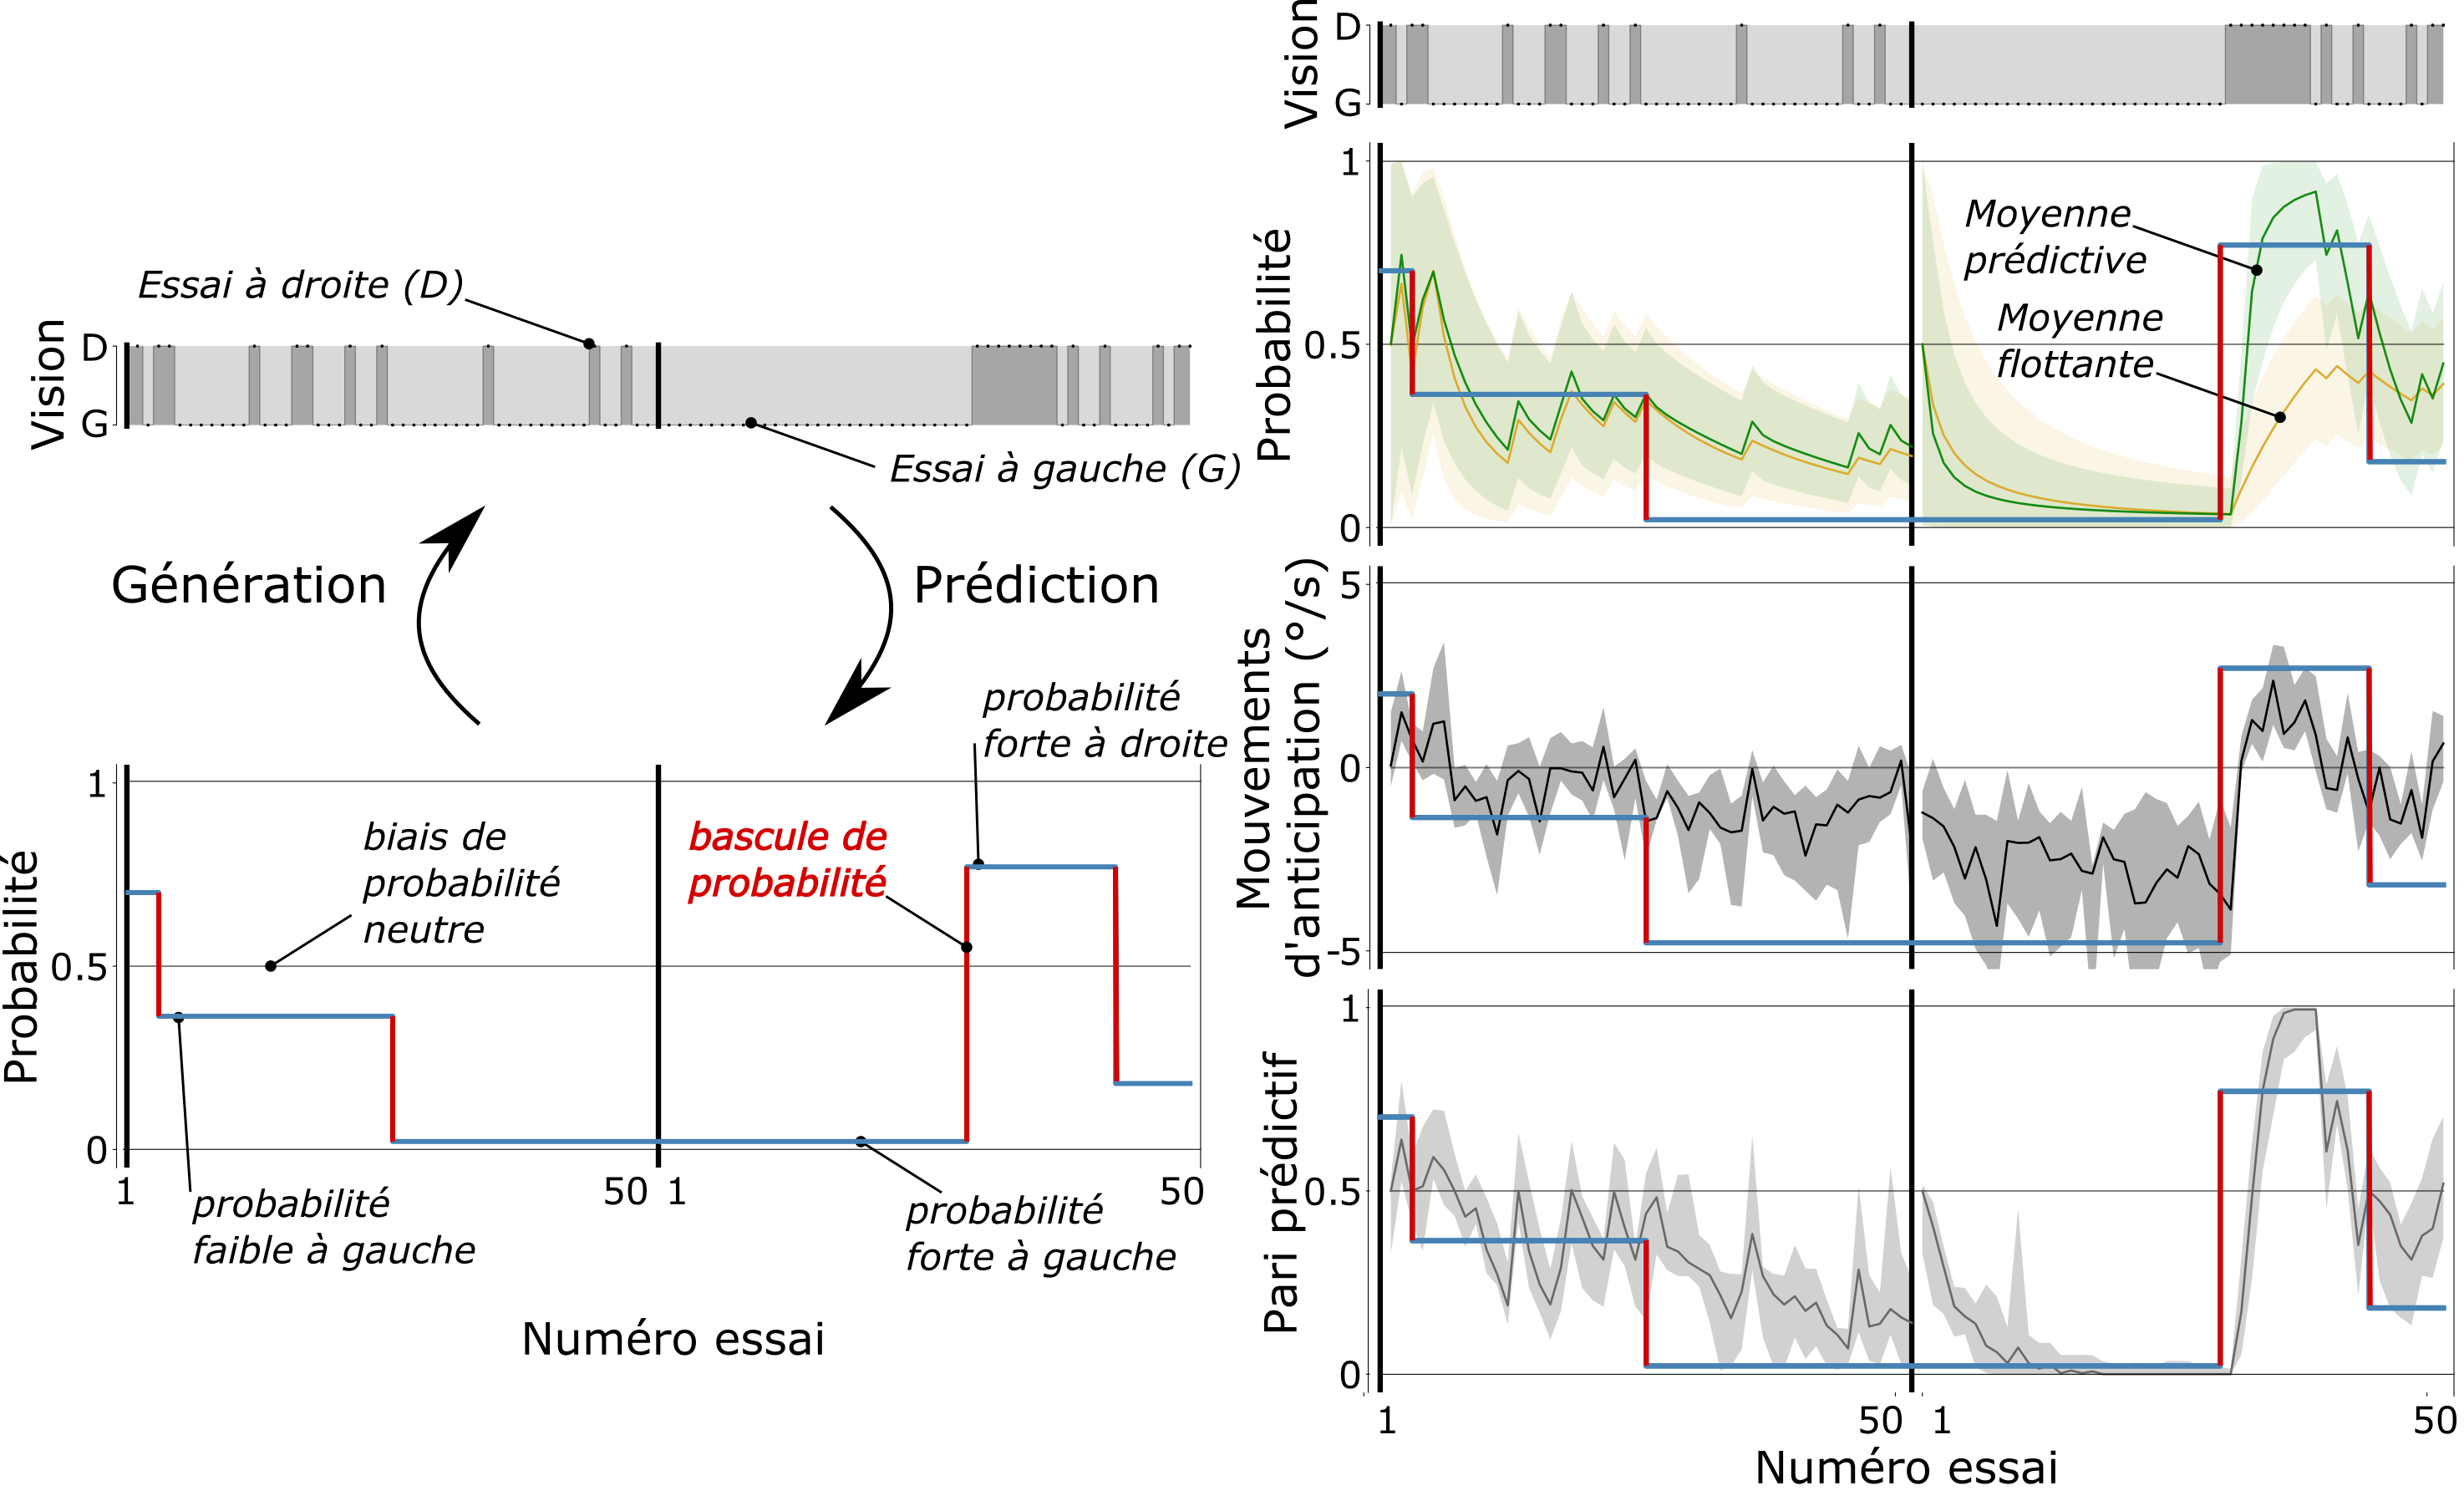 Vision
D
G
Essai à droite (D)
Essai à gauche (G)
Génération
Prédiction
Probabilité
1
0.5
0
biais de
probabilité
neutre
bascule de
probabilité
probabilité
forte à droite
probabilité
faible à gauche
probabilité
forte à gauche
1
50
1
50
Numéro essai
Vision
D
G
Probabilité
1
0.5
0
Moyenne
prédictive
Moyenne
flottante
Mouvements
d'anticipation (°/s)
5
0
-5
Pari prédictif
1
0.5
0
1
50
1
50
Numéro essai